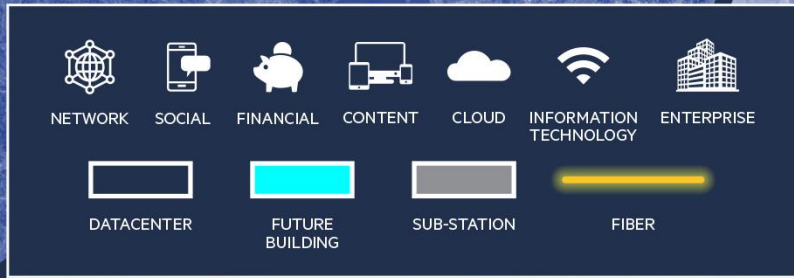 NETWORK SOCIAL FINANCIAL CONTENT CLOUD INFORMATION TECHNOLOGY ENTERPRISE
DATACENTER FUTURE BUILDING SUB-STATION FIBER